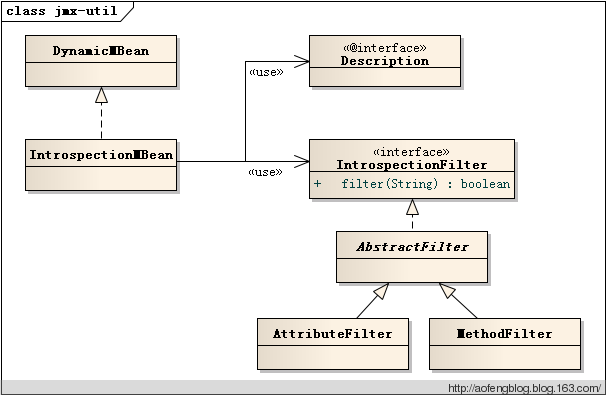 class jmx-util
DynamicMBean
«@interface»
Description
«use»
IntrospectionMBean
«interface»
IntrospectionFilter
«use»
+ filter(String) : boolean
AbstractFilter
AttributeFilter
MethodFilter
http://aofengblog.blog.163.com/